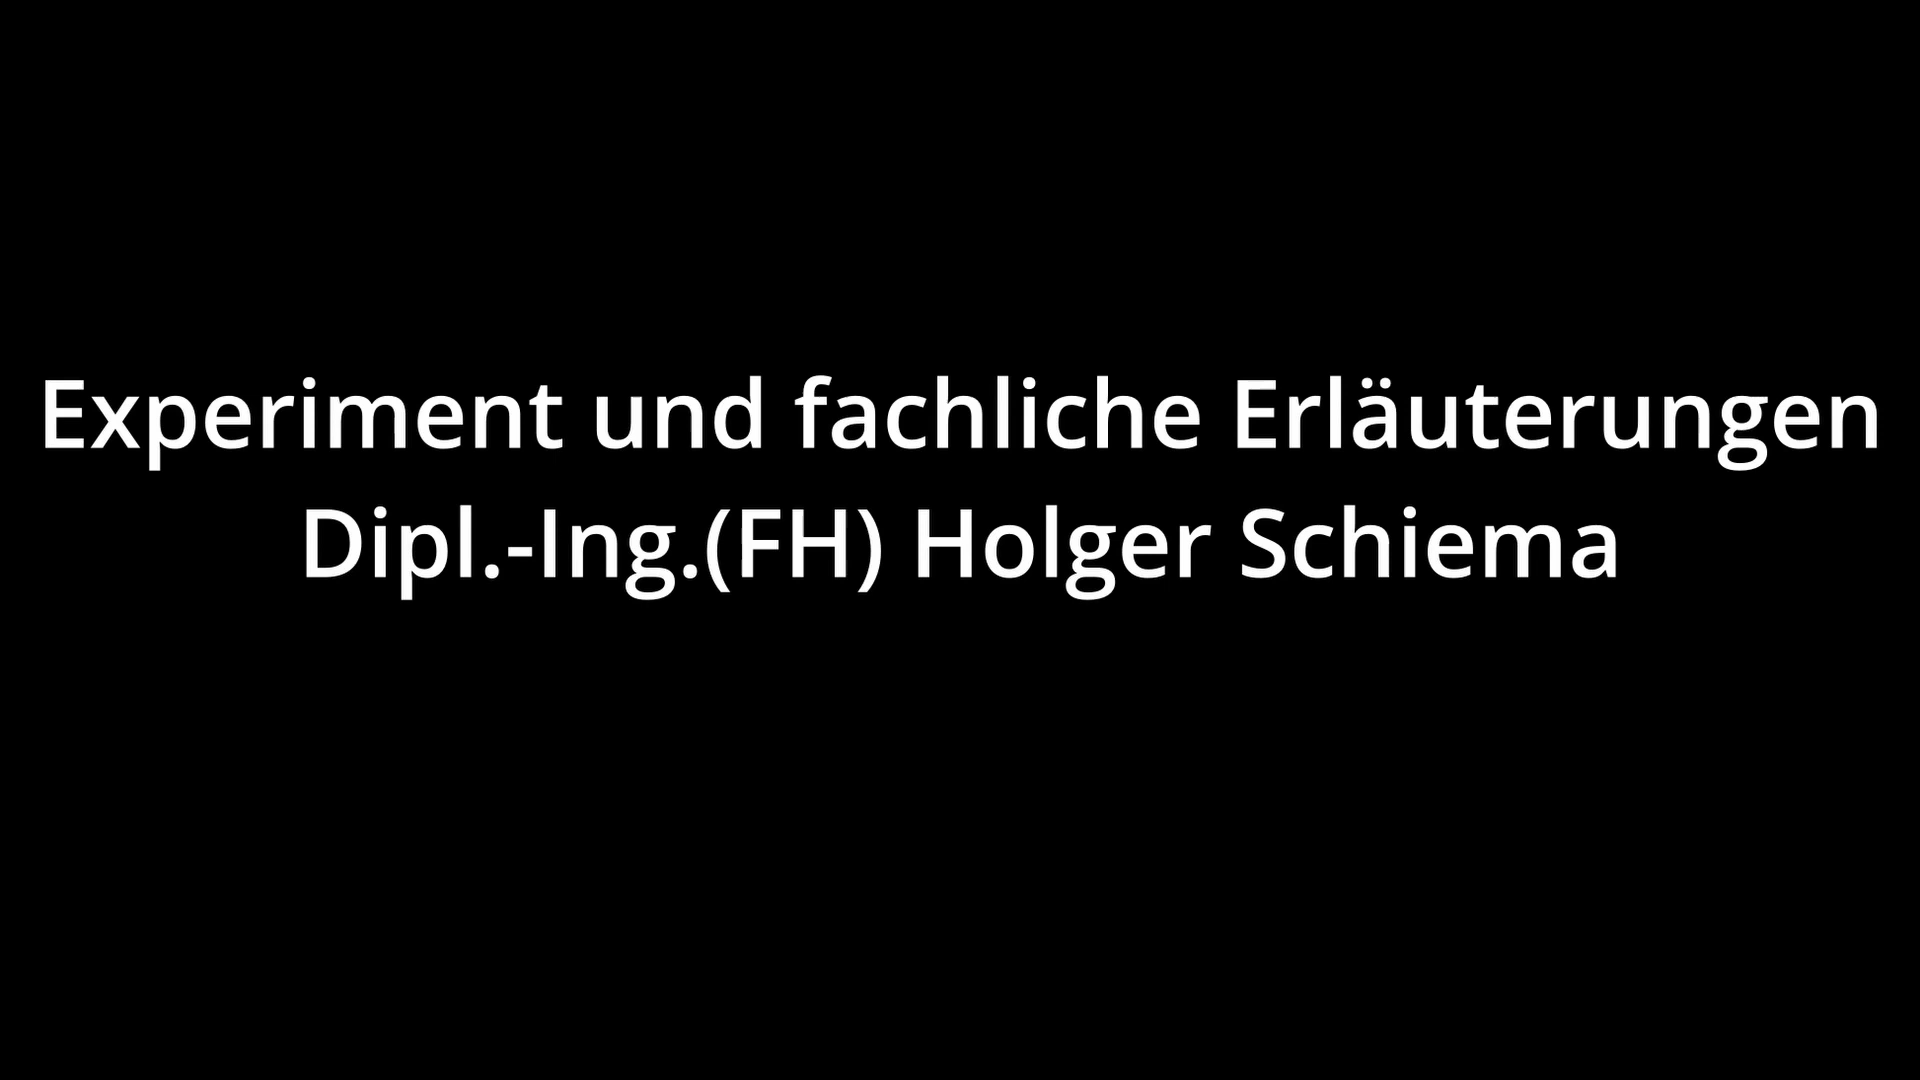 Experiment und fachliche Erläuterungen
Dipl.-Ing.(FH) Holger Schiema